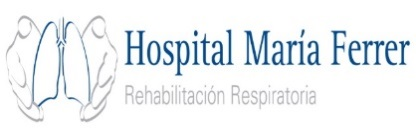 Hospital María Ferrer
Rehabilitación Respiratoria